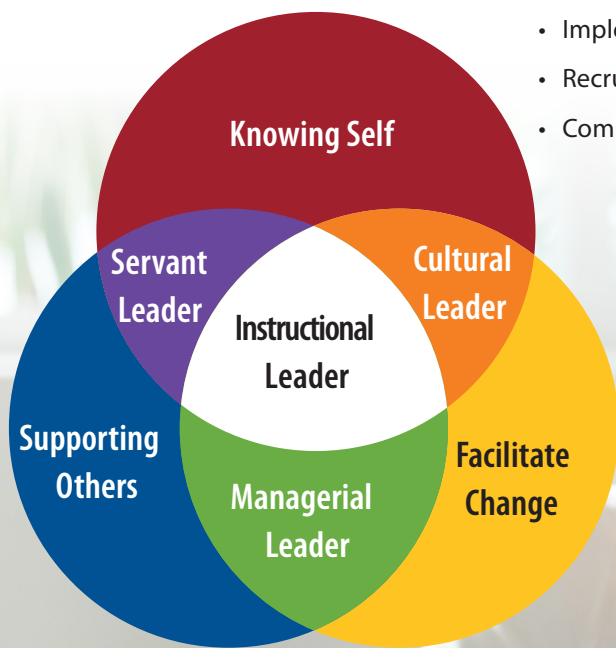 Knowing Self
Servant
Leader
Cultural
Leader
Instructional
Leader
Supporting
Others
Facilitate
Change
Managerial
Leader